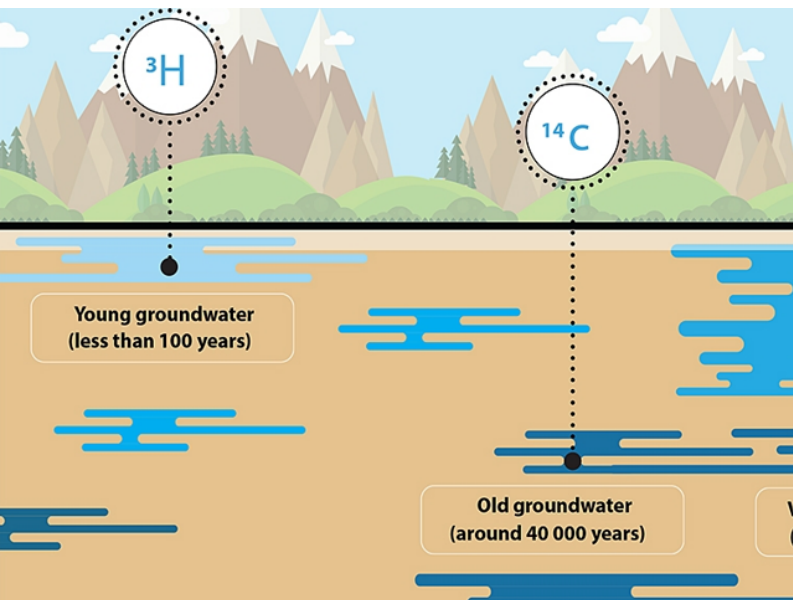 ³H
¹⁴C
Young groundwater
(less than 100 years)
Old groundwater
(around 40 000 years)